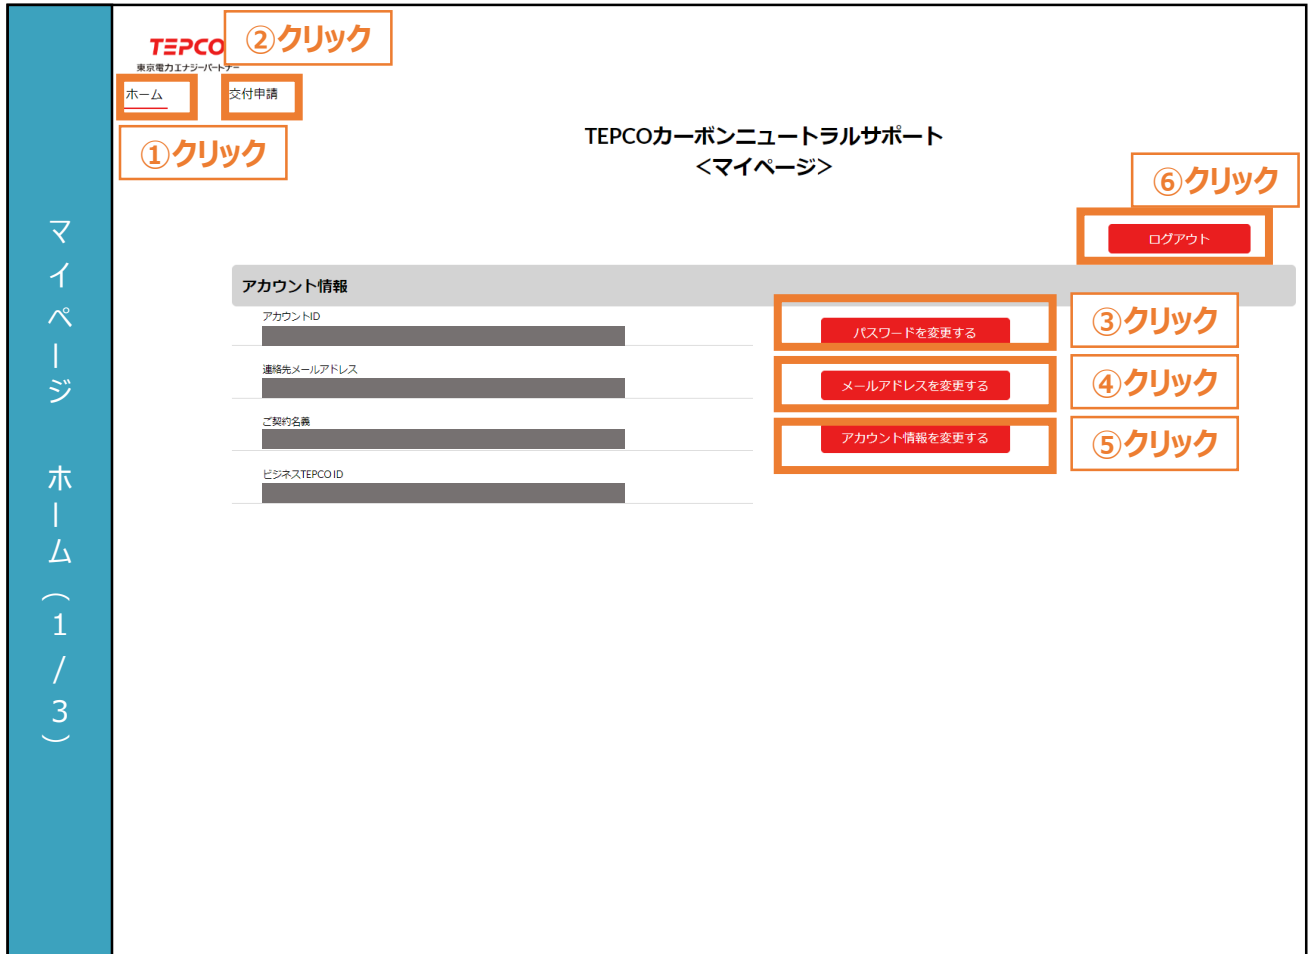 マイページ ホーム（1/3）
TEPCO
東京電力エナジーパートナー
②クリック
ホーム
交付申請
①クリック
TEPCOカーボンニュートラルサポート
＜マイページ＞
⑥クリック
ログアウト
アカウント情報
アカウントID
パスワードを変更する
③クリック
連絡先メールアドレス
メールアドレスを変更する
④クリック
ご契約名義
アカウント情報を変更する
⑤クリック
ビジネスTEPCO ID